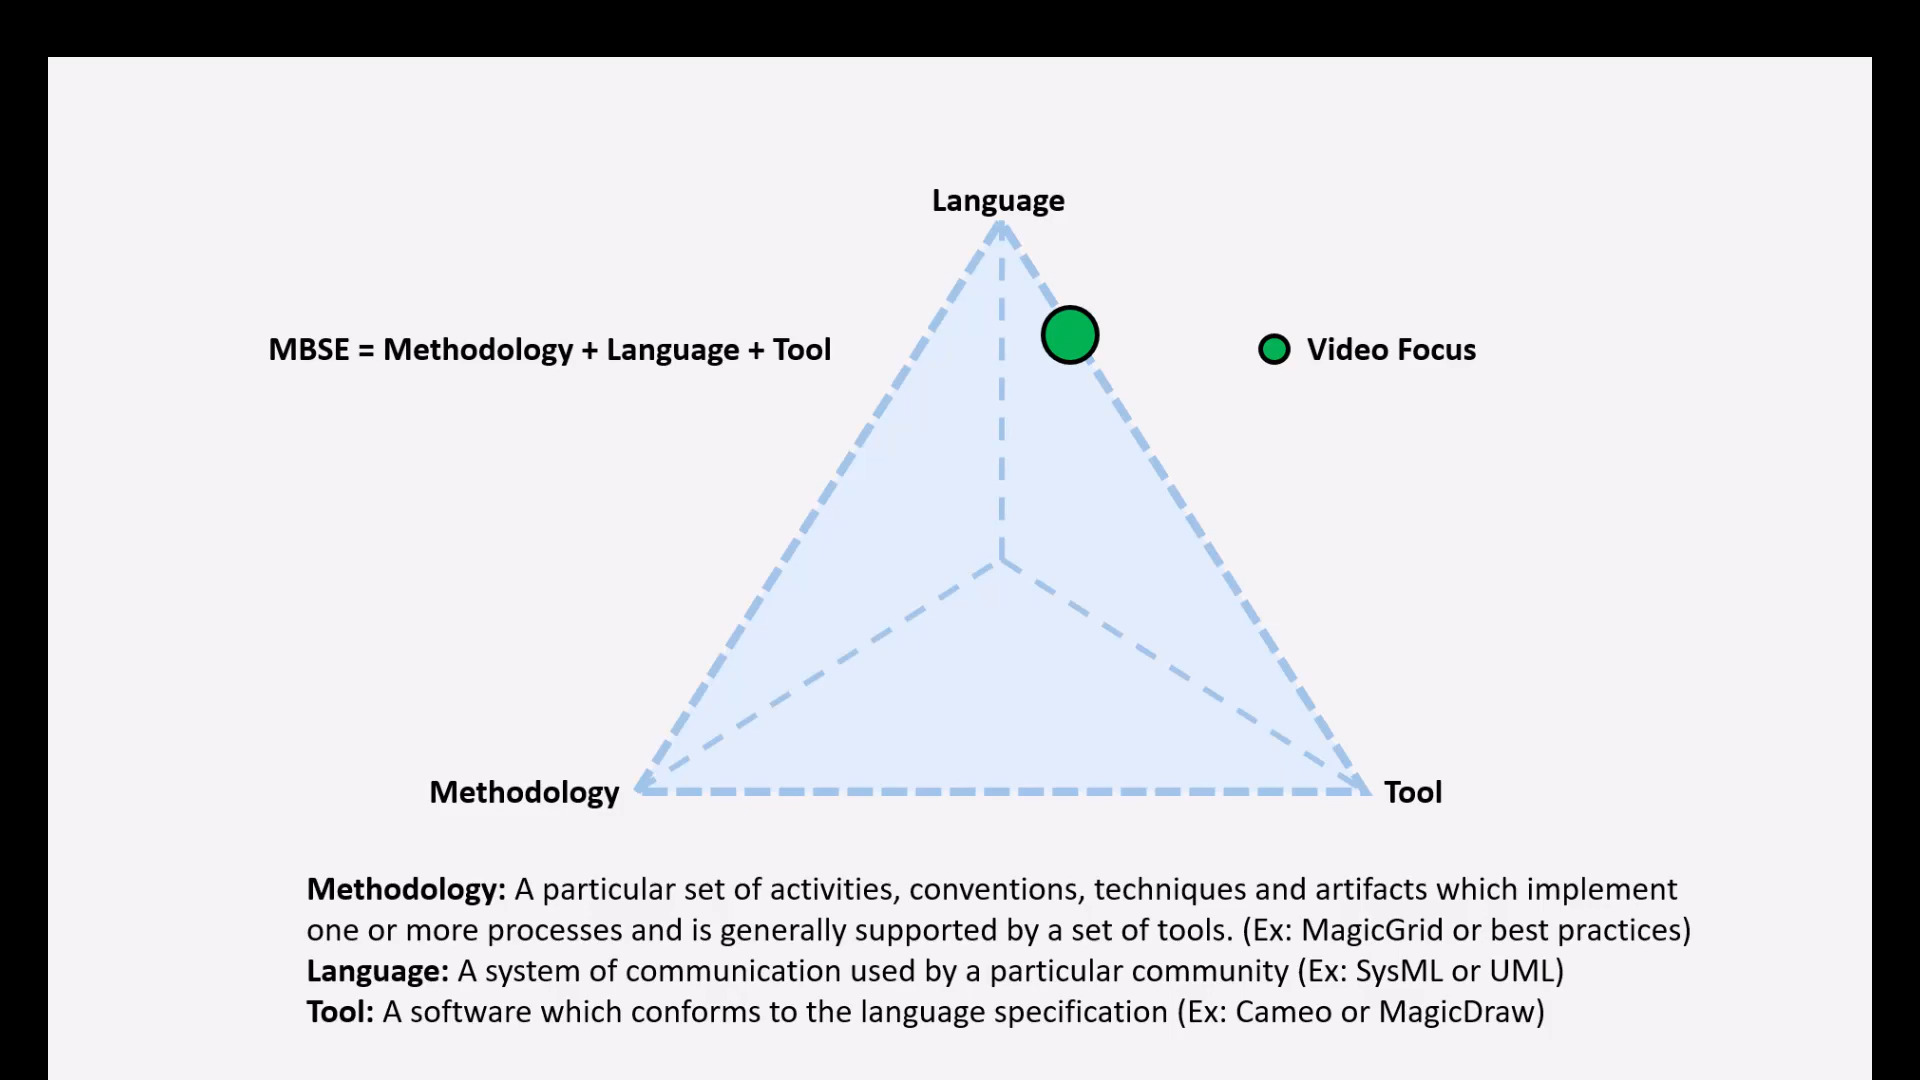 Language
MBSE = Methodology + Language + Tool
Video Focus
Methodology
Tool
Methodology: A particular set of activities, conventions, techniques and artifacts which implement
one or more processes and is generally supported by a set of tools. (Ex: MagicGrid or best practices)
Language: A system of communication used by a particular community (Ex: SysML or UML)
Tool: A software which conforms to the language specification (Ex: Cameo or MagicDraw)